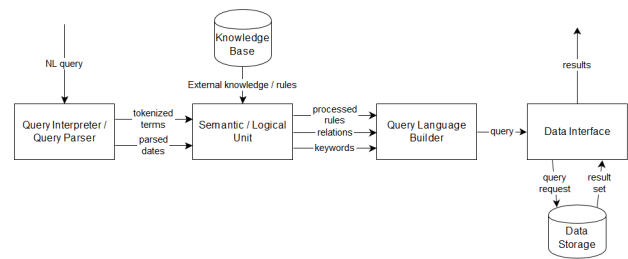 Knowledge
Base
NL query
results
External knowledge / rules
Query Interpreter /
Query Parser
tokenized
terms
parsed
dates
Semantic / Logical
Unit
processed
rules
relations
keywords
Query Language
Builder
query
Data Interface
query
request
result
set
Data
Storage